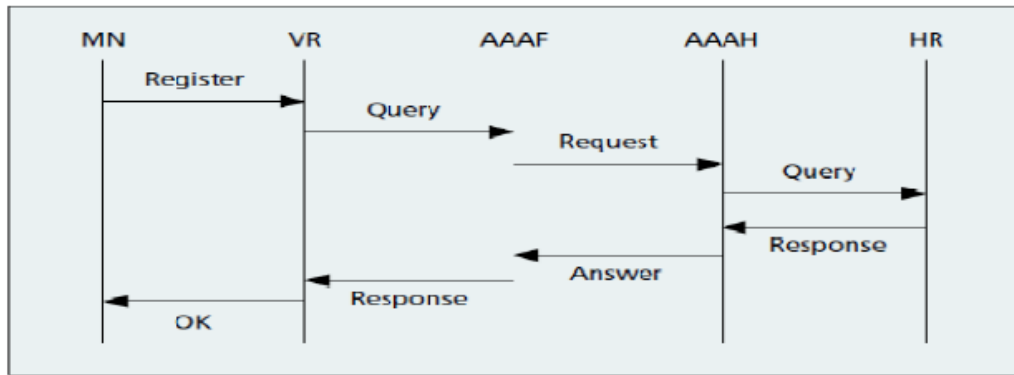 MN VR AAAF AAAH HR
Register
Query
Request
Query
Response
Answer
Response
OK